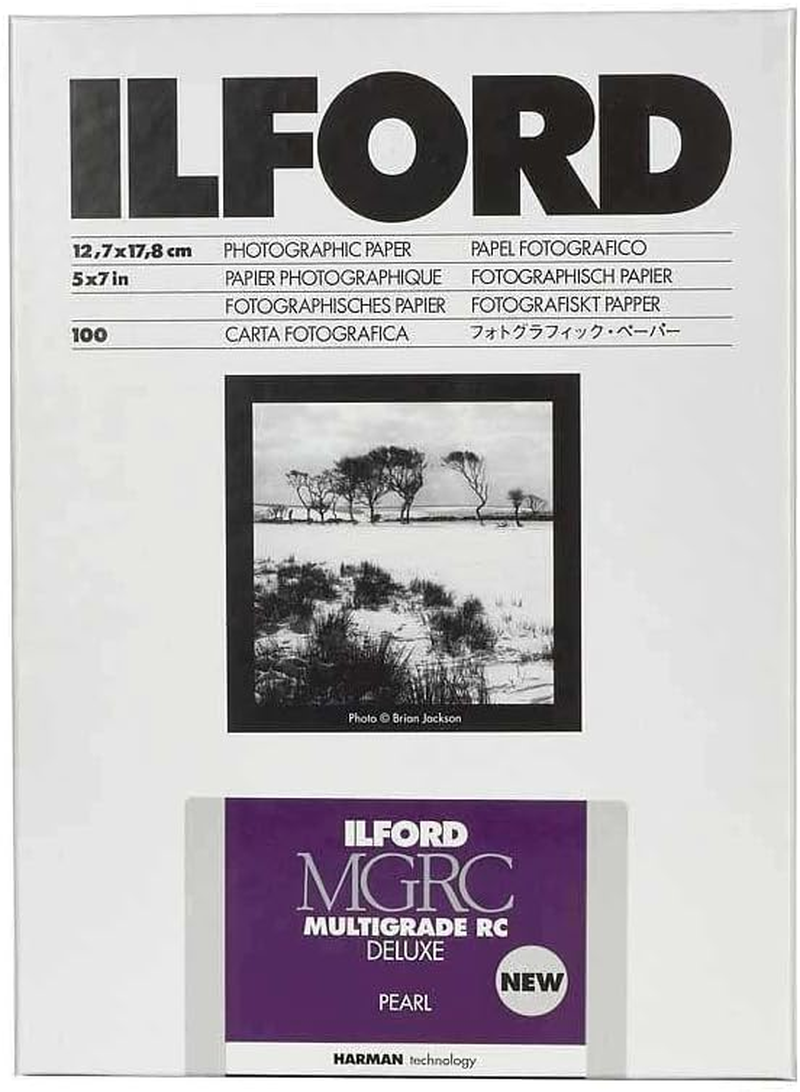 ILFORD
12,7x17,8 cm PHOTOGRAPHIC PAPER PAPEL FOTOGRAFICO
5x7 in PAPIER PHOTOGRAPHIQUE FOTOGRAPHISCH PAPIER
FOTOGRAPHISCHES PAPIER FOTOGRAFISKT PAPPER
100 CARTA FOTOGRAFICA フォトグラフィック・ペーパー
Photo © Brian Jackson
ILFORD
MGRC
MULTIGRADE RC
DELUXE
NEW
PEARL
HARMAN technology